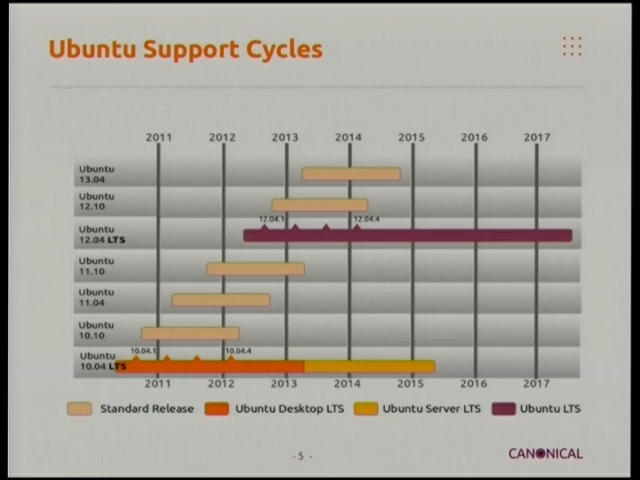 Ubuntu Support Cycles
2011 2012 2013 2014 2015 2016 2017
Ubuntu
13.04
Ubuntu
12.10
12.04.1 12.04.4
Ubuntu
12.04 LTS
Ubuntu
11.10
Ubuntu
11.04
Ubuntu
10.10
10.04.1 10.04.4
Ubuntu
10.04 LTS
2011 2012 2013 2014 2015 2016 2017
Standard Release Ubuntu Desktop LTS Ubuntu Server LTS Ubuntu LTS
- 5 -
CANONICAL